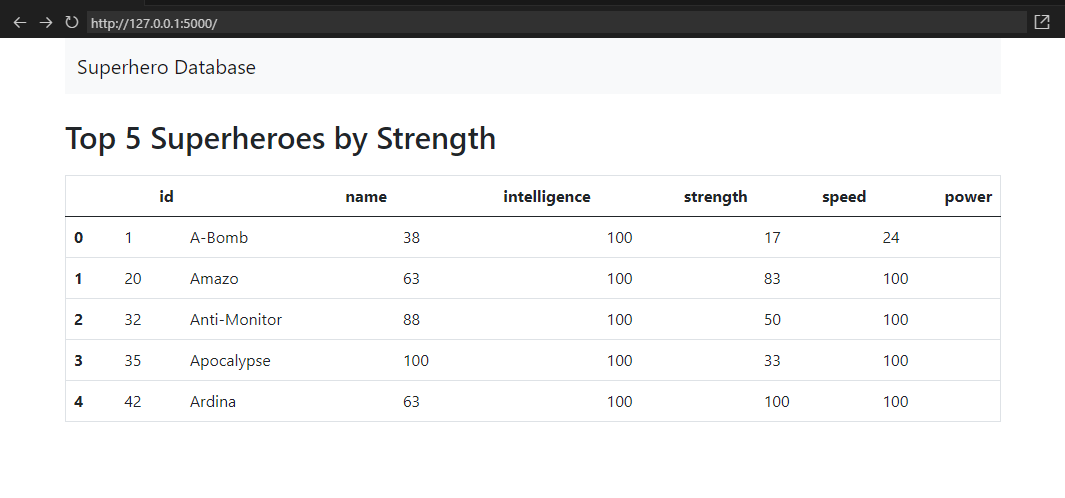 http://127.0.0.1:5000/
Superhero Database
Top 5 Superheroes by Strength
id name intelligence strength speed power
0 1 A-Bomb 38 100 17 24
1 20 Amazo 63 100 83 100
2 32 Anti-Monitor 88 100 50 100
3 35 Apocalypse 100 100 33 100
4 42 Ardina 63 100 100 100